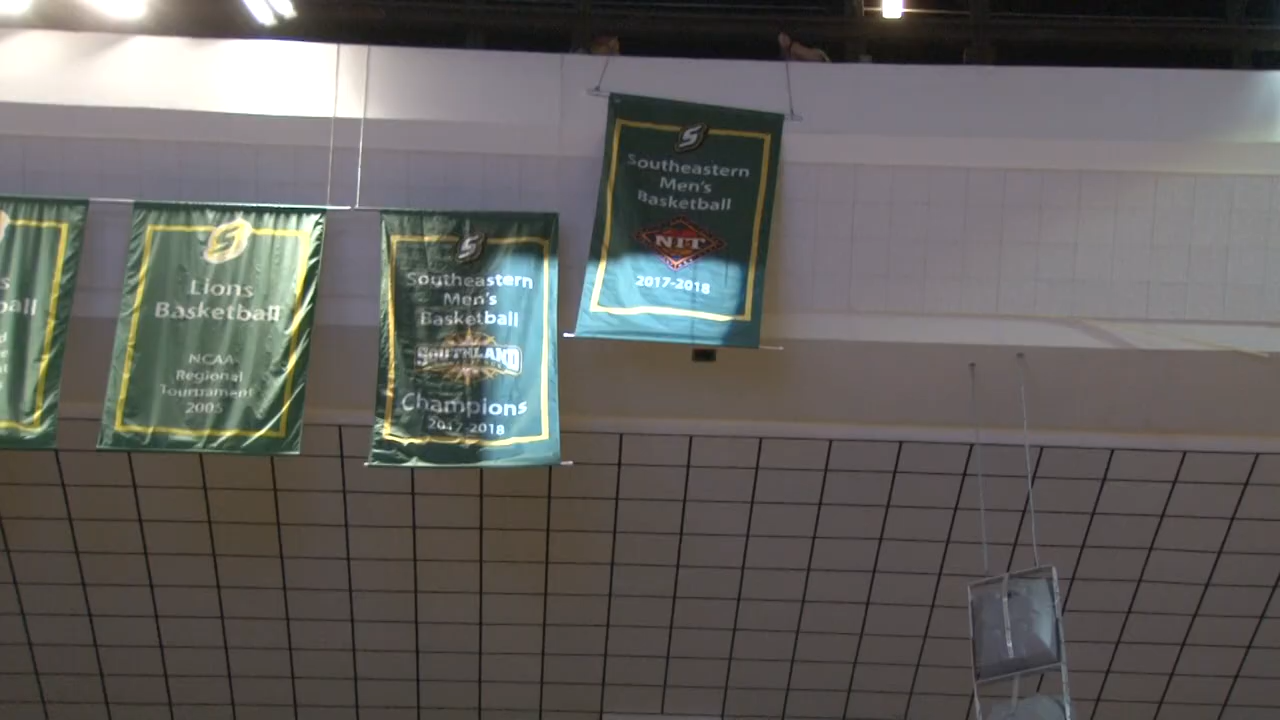 Lions
Basketball
NCAA
Regional
Tournament
2005
Southeastern
Men's
Basketball
SOUTHLAND
Champions
2017-2018
Southeastern
Men's
Basketball
NIT
2017-2018